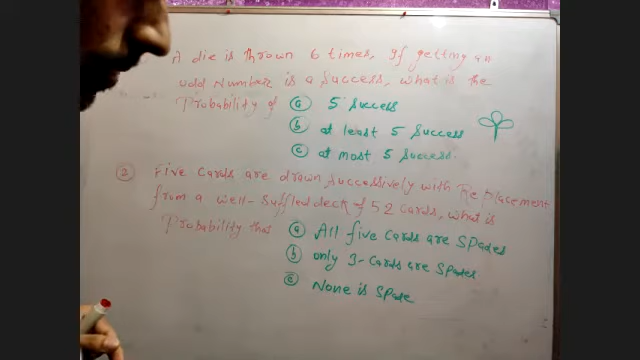 A die is thrown 6 times, If getting an
odd Number is a success, what is the
Probability of (a) 5 success
(b) at least 5 success
(c) at most 5 success.
(2) Five cards are drawn successively with Replacement
from a well-suffled deck of 52 cards, what is
Probability that (a) All five cards are spades
(b) only 3-cards are spades
(c) None is spade